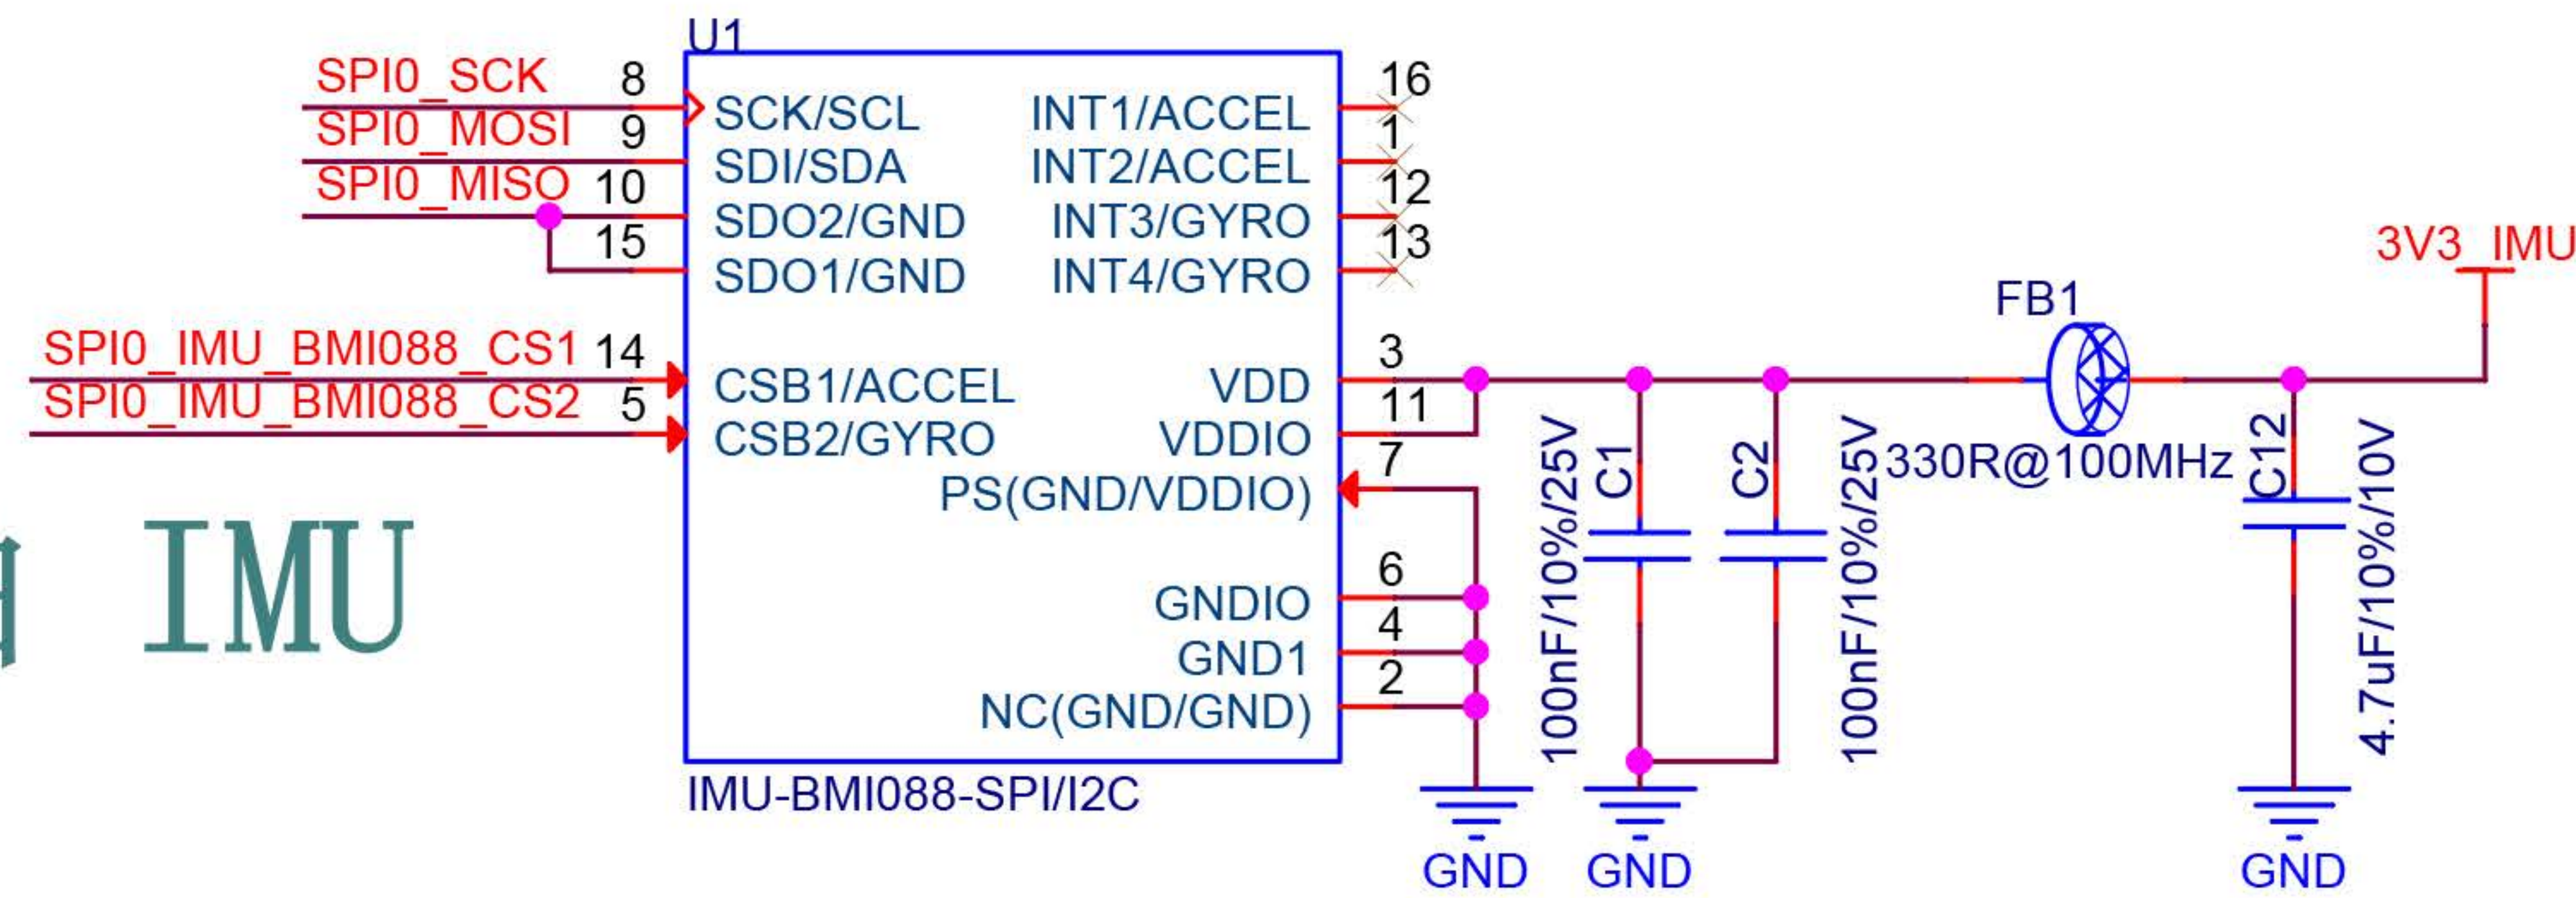 U1
SPI0_SCK 8 SCK/SCL INT1/ACCEL 16
SPI0_MOSI 9 SDI/SDA INT2/ACCEL 1
SPI0_MISO 10 SDO2/GND INT3/GYRO 12
15 SDO1/GND INT4/GYRO 13
3V3_IMU
SPI0_IMU_BMI088_CS1 14 CSB1/ACCEL VDD 3
SPI0_IMU_BMI088_CS2 5 CSB2/GYRO VDDIO 11
PS(GND/VDDIO) 7
GNDIO 6
GND1 4
NC(GND/GND) 2
IMU-BMI088-SPI/I2C
FB1
330R@100MHz
C1
100nF/10%/25V
C2
100nF/10%/25V
C12
4.7uF/10%/10V
GND
GND
GND
IMU